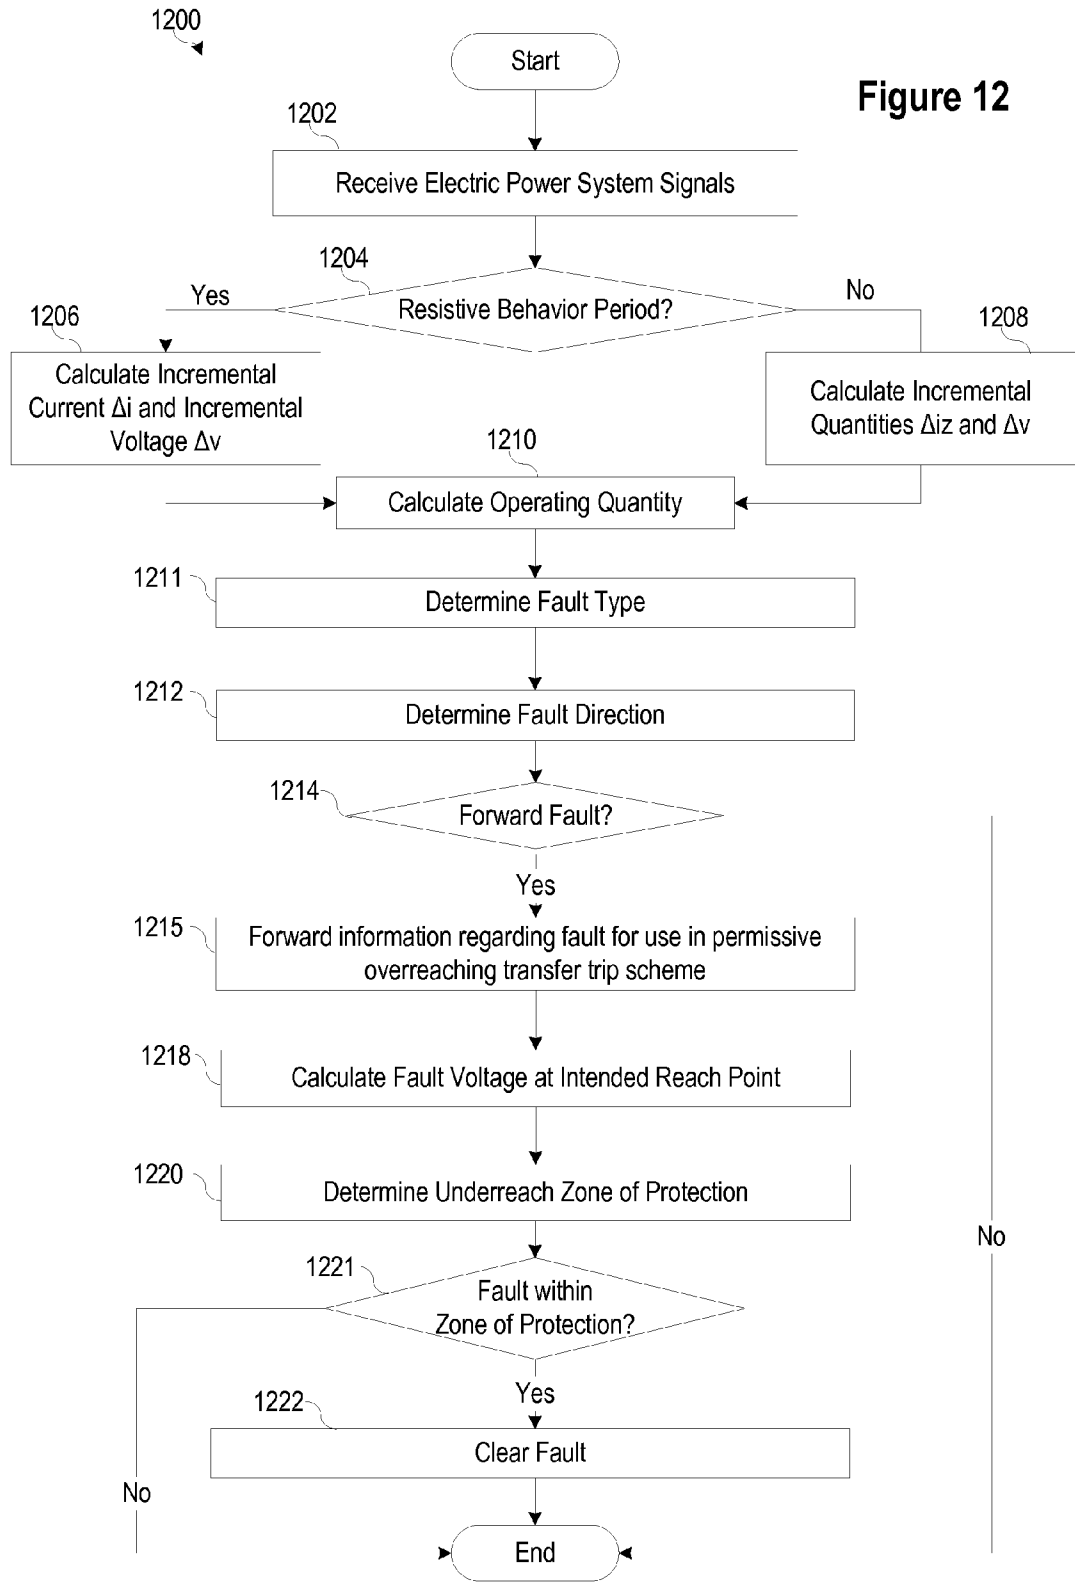 1200
Start
Figure 12
1202
Receive Electric Power System Signals
1204
Resistive Behavior Period?
Yes
No
1206
Calculate Incremental
Current Δi and Incremental
Voltage Δv
1208
Calculate Incremental
Quantities Δiz and Δv
1210
Calculate Operating Quantity
1211
Determine Fault Type
1212
Determine Fault Direction
1214
Forward Fault?
Yes
1215
Forward information regarding fault for use in permissive
overreaching transfer trip scheme
1218
Calculate Fault Voltage at Intended Reach Point
1220
Determine Underreach Zone of Protection
No
1221
Fault within
Zone of Protection?
Yes
1222
Clear Fault
No
End